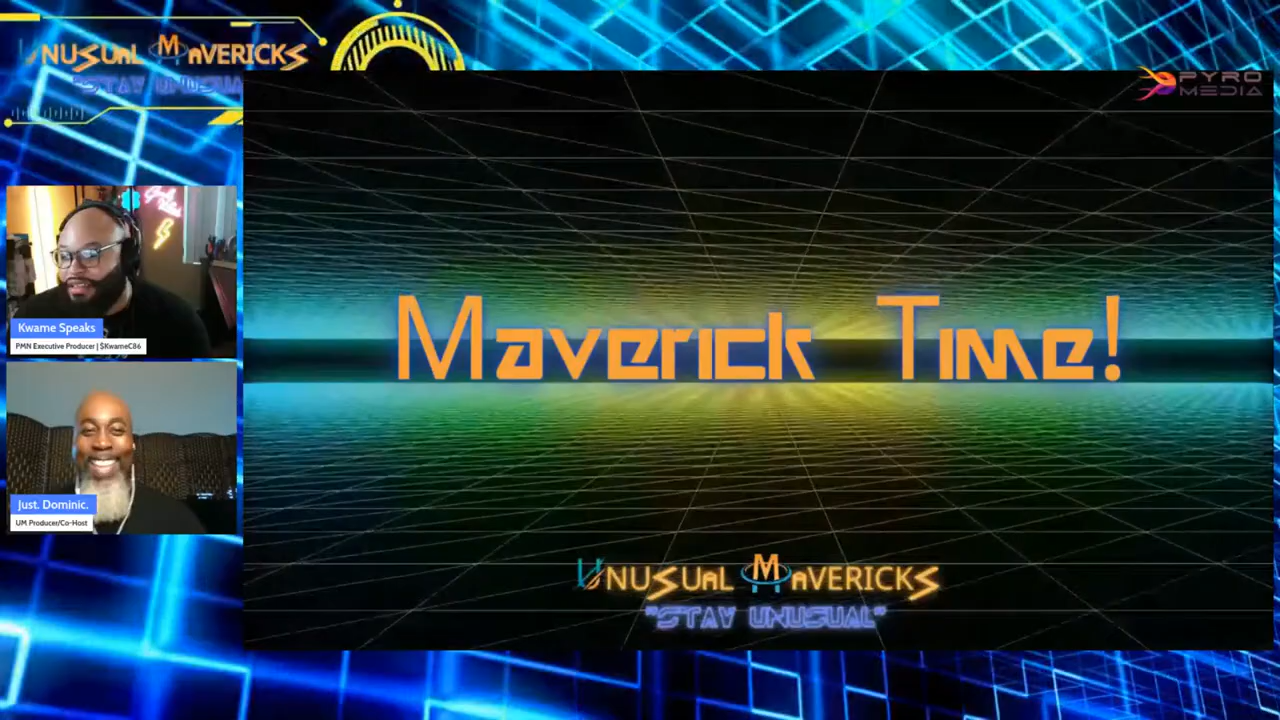 UNUSUAL MAVERICKS
"STAY UNUSUA
PYRO
MEDIA
Kwame Speaks
PMN Executive Producer | $KwameC86
Just. Dominic.
UM Producer/Co-Host
Maverick Time!
UNUSUAL MAVERICKS
"STAY UNUSUAL"